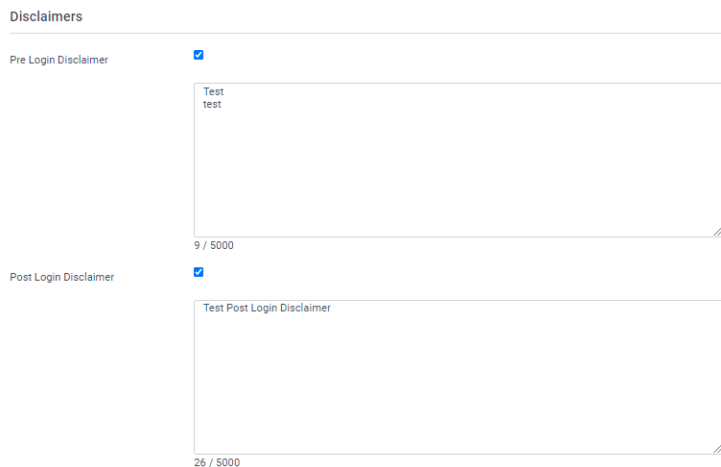 Disclaimers
Pre Login Disclaimer
Test
test
9 / 5000
Post Login Disclaimer
Test Post Login Disclaimer
26 / 5000